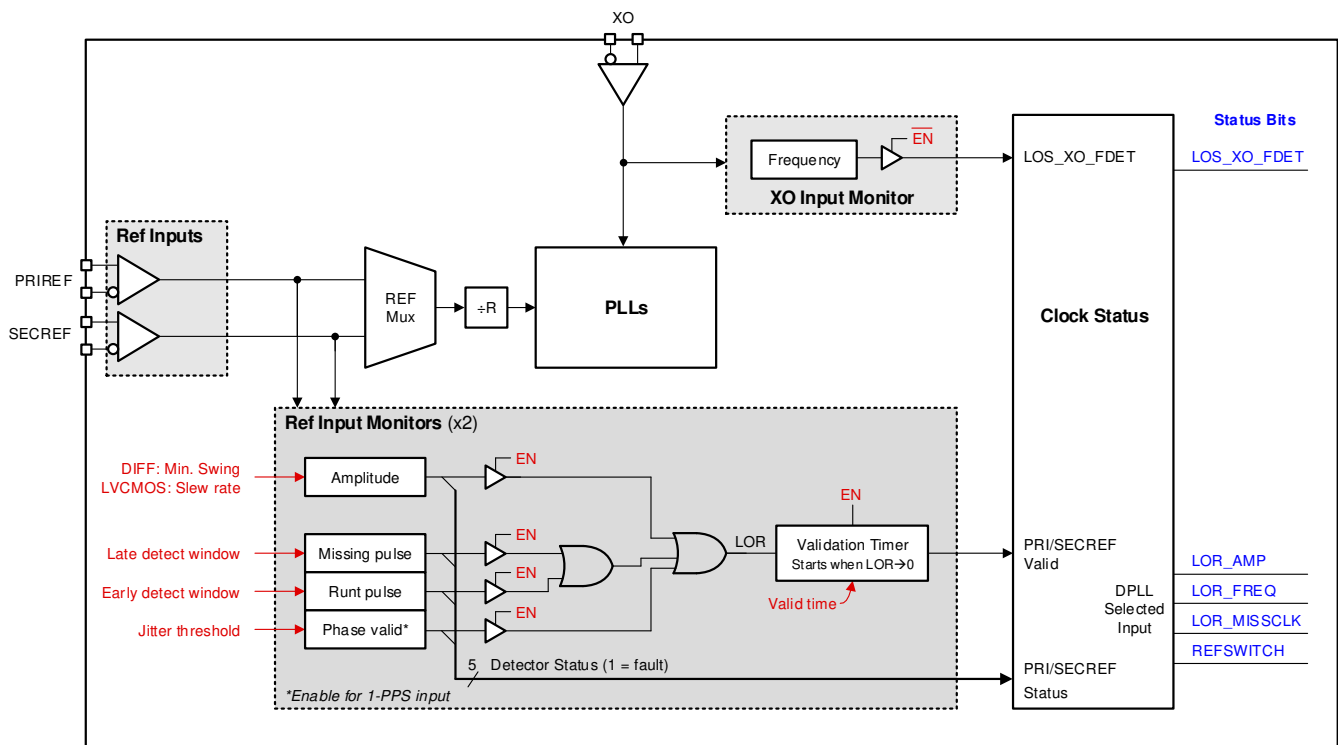 XO
Status Bits
EN
Frequency
LOS_XO_FDET
LOS_XO_FDET
XO Input Monitor
Ref Inputs
PRIREF
SECREF
REF
Mux
÷R
PLLs
Clock Status
Ref Input Monitors (x2)
DIFF: Min. Swing
LVCMOS: Slew rate
Amplitude
EN
EN
Late detect window
Missing pulse
EN
LOR
Validation Timer
Starts when LOR→0
PRI/SECREF
Valid
LOR_AMP
Early detect window
Runt pulse
EN
Valid time
DPLL
Selected
Input
LOR_FREQ
Jitter threshold
Phase valid*
EN
LOR_MISSCLK
REFSWITCH
5 Detector Status (1 = fault)
PRI/SECREF
Status
*Enable for 1-PPS input